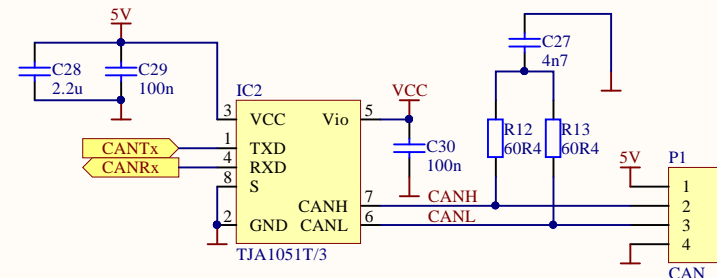 5V
C27
4n7
C28
2.2u
C29
100n
IC2
VCC
3 VCC Vio 5
CANTx 1 TXD
CANRx 4 RXD
8 S
CANH 7 CANH
2 GND CANL 6 CANL
TJA1051T/3
C30
100n
R12
60R4
R13
60R4
P1
5V
1
2
3
4
CAN